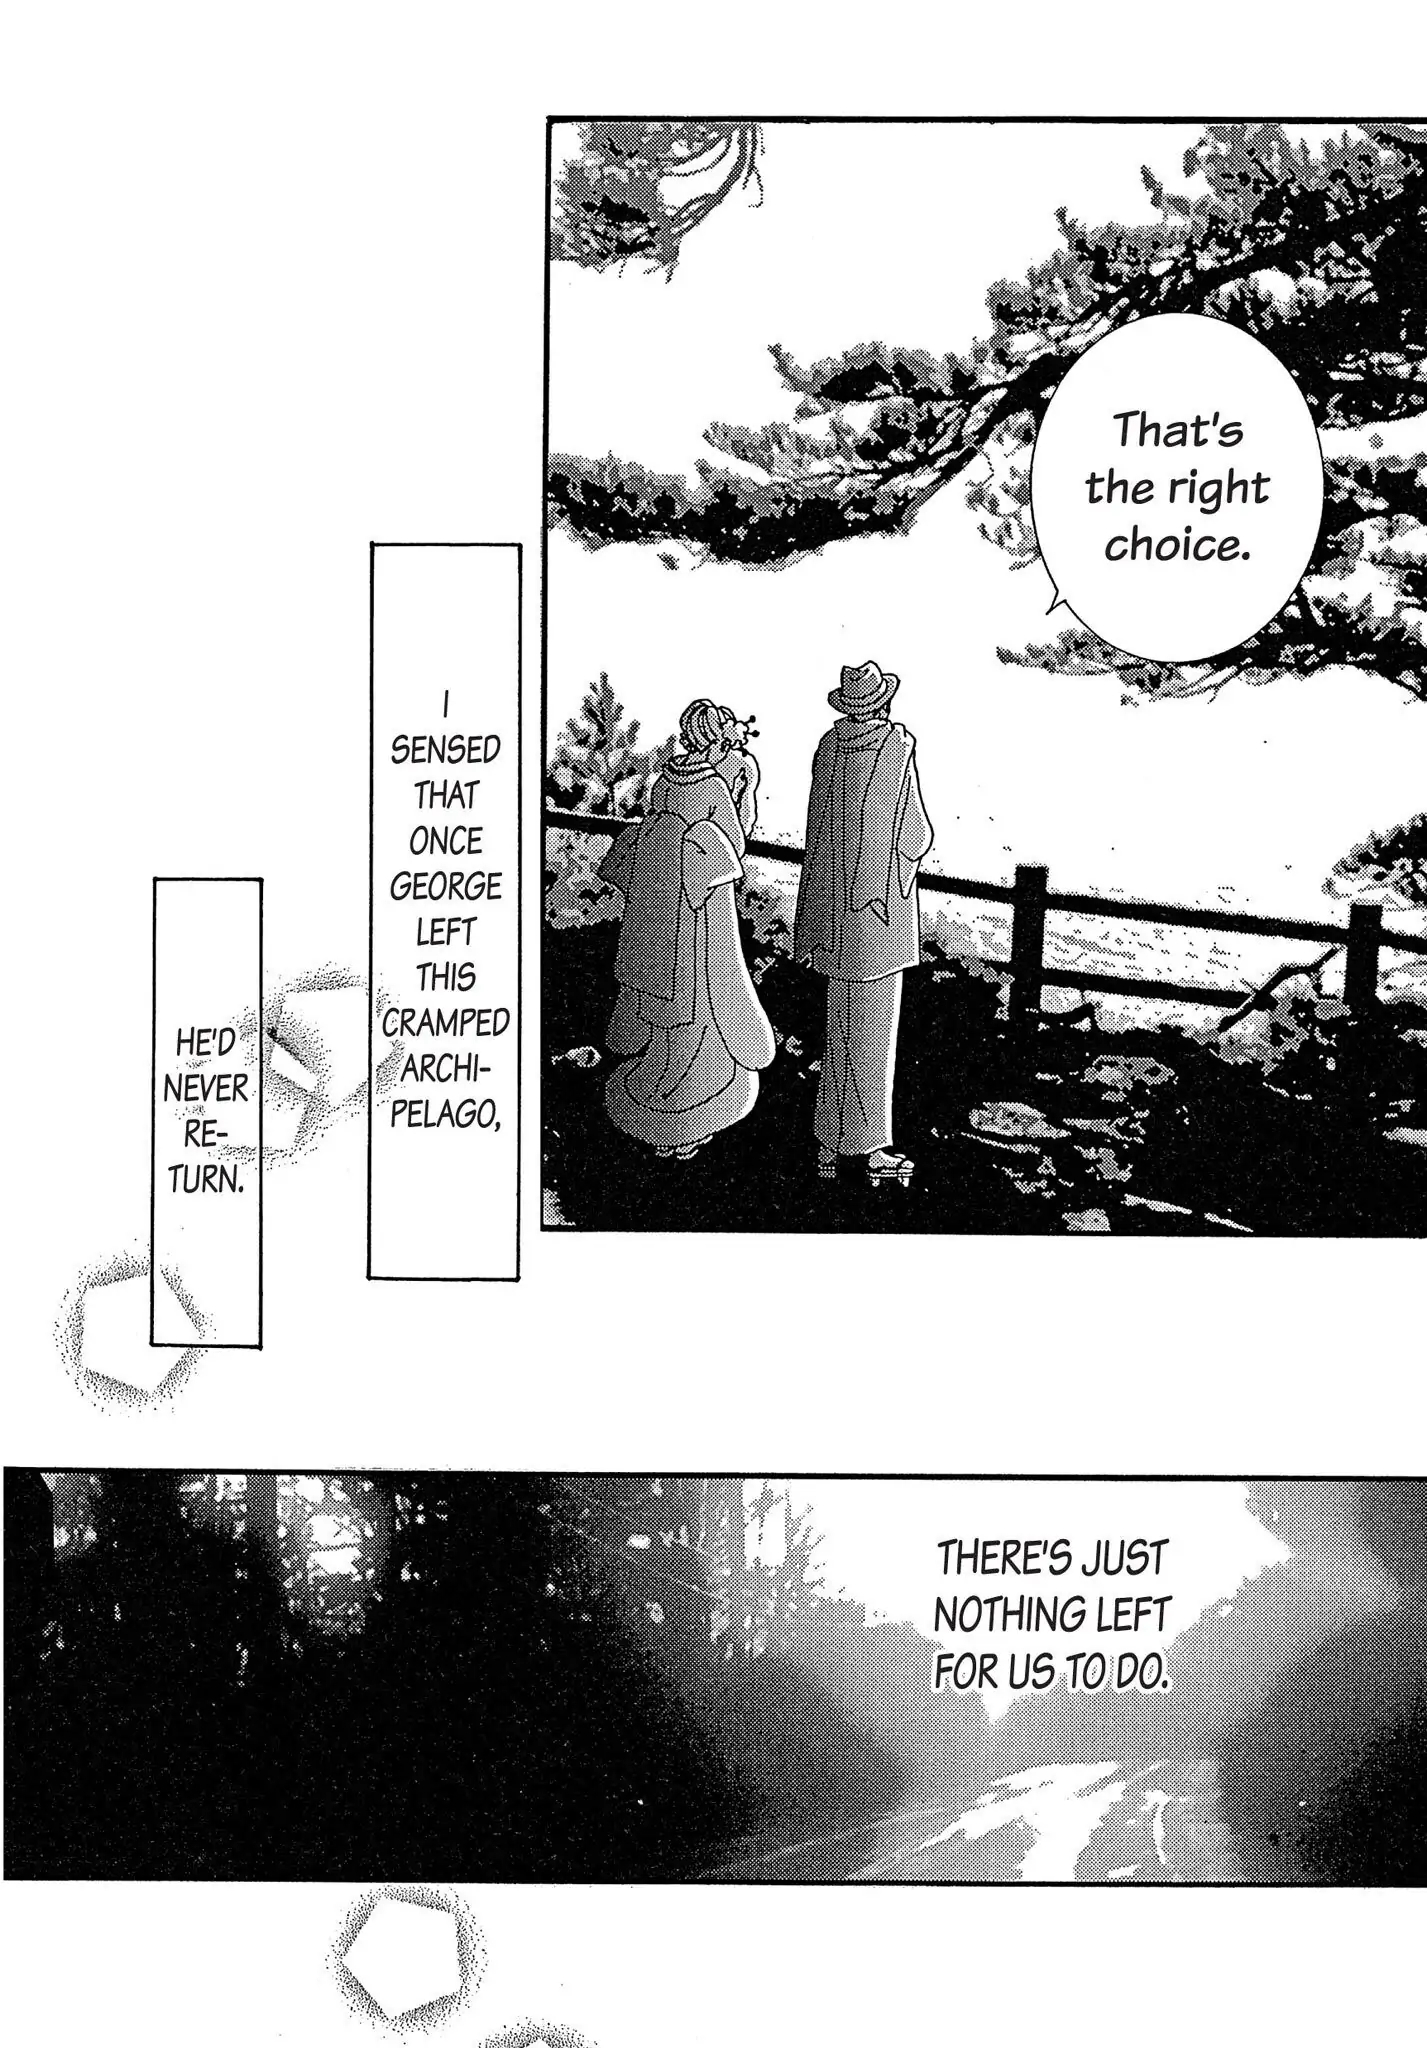 That's
the right
choice.
I
SENSED
THAT
ONCE
GEORGE
LEFT
THIS
CRAMPED
ARCHI-
PELAGO,
HE'D
NEVER
RE-
TURN.
THERE'S JUST
NOTHING LEFT
FOR US TO DO.